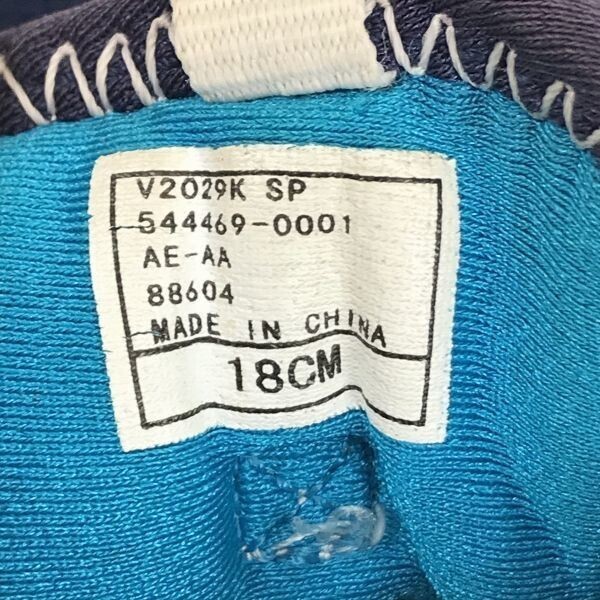 V2029K SP
544469-0001
AE-AA
88604
MADE IN CHINA
18CM